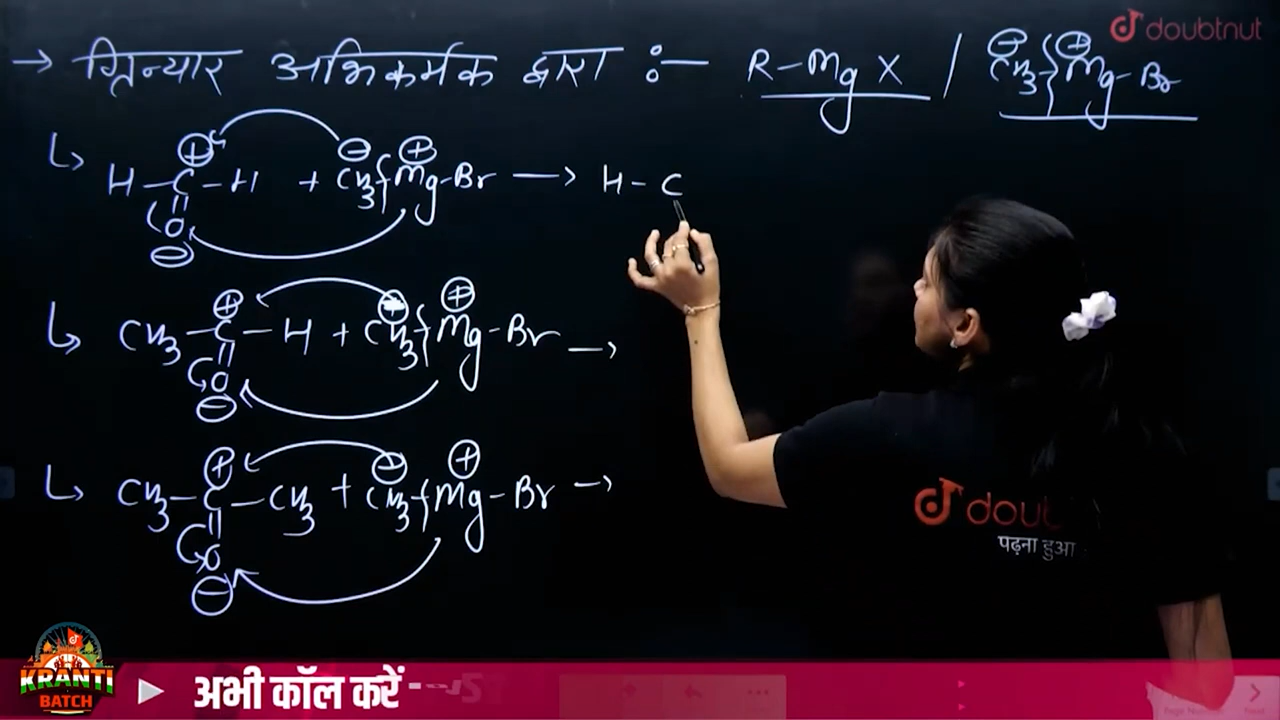 doubtnut
→ ग्रिन्यार अभिकर्मक द्वारा :— R-Mg X / CH3 Mg-Br
⊖ ⊕
⊕ ⊖ ⊕
↳ H-C-H + CH3 Mg-Br → H-C
||
O
⊖
⊕ ⊕
↳ CH3-C-H + CH3 Mg-Br →
||
O
⊖
⊕ ⊖ ⊕
↳ CH3-C-CH3 + CH3 Mg-Br →
||
O
⊖
पढ़ना हुआ
KRANTI
BATCH
अभी कॉल करें